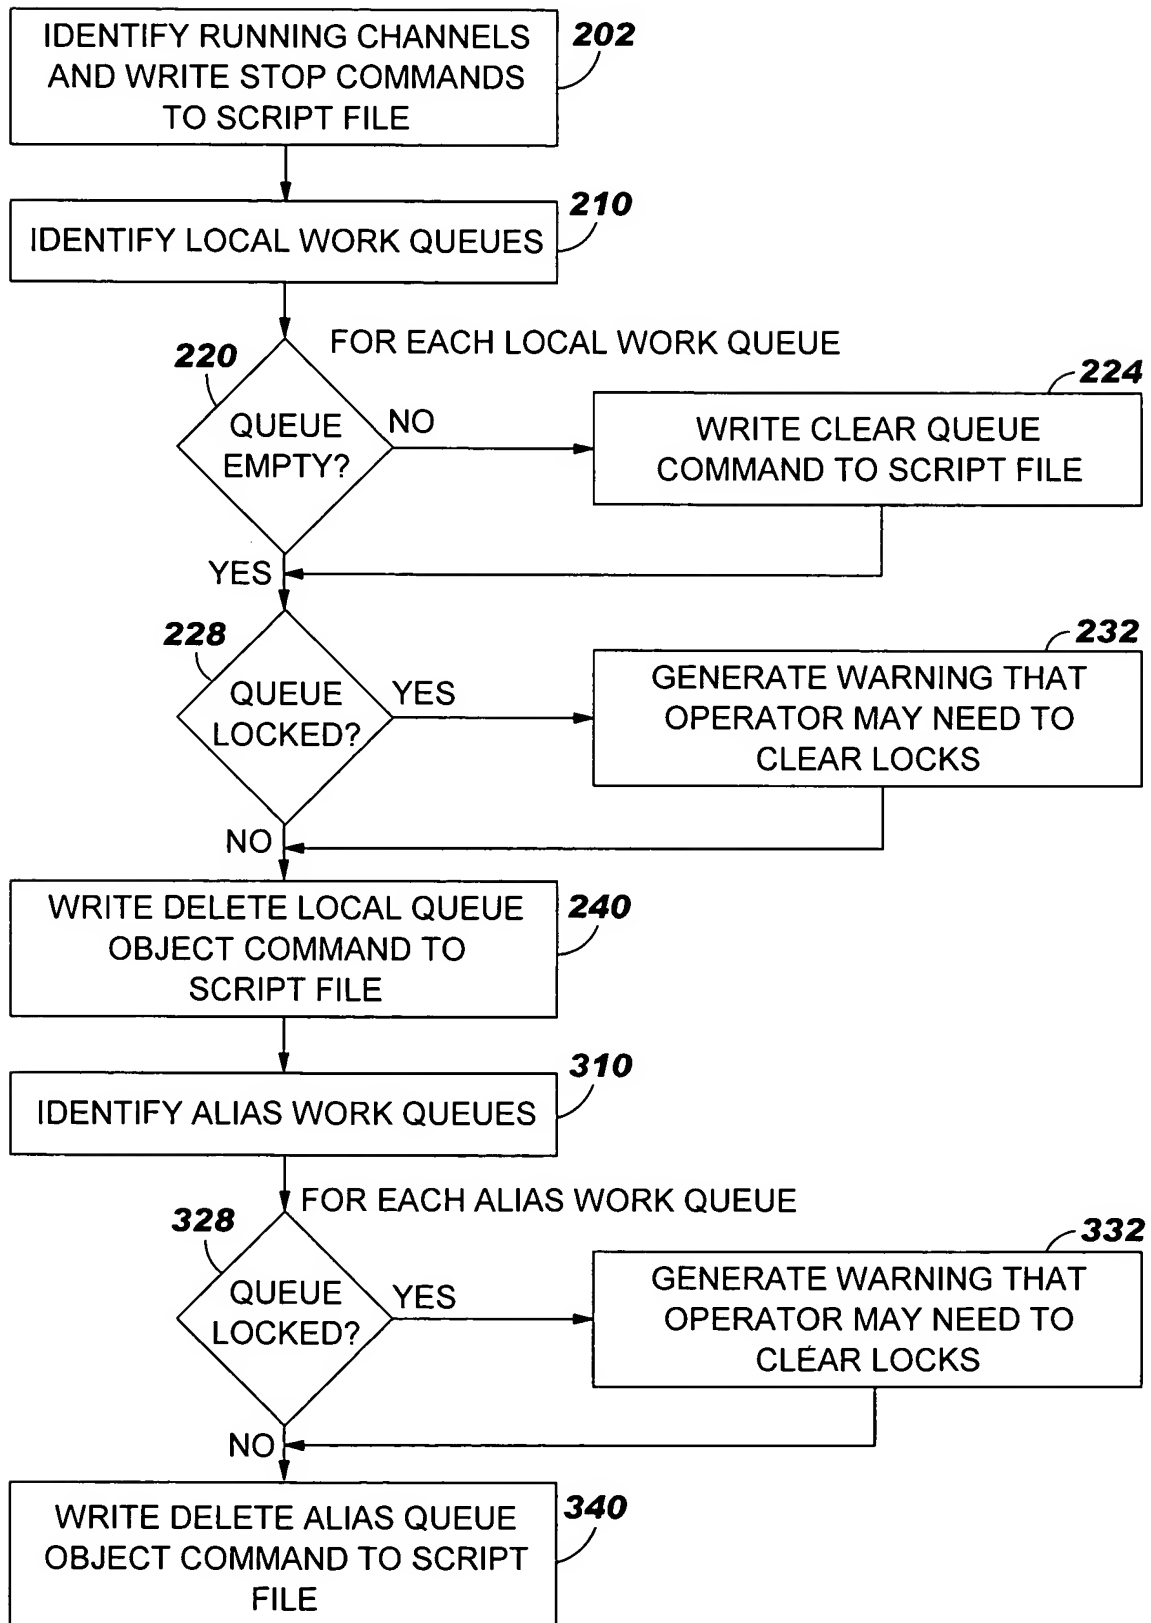 IDENTIFY RUNNING CHANNELS
AND WRITE STOP COMMANDS
TO SCRIPT FILE
202
IDENTIFY LOCAL WORK QUEUES
210
FOR EACH LOCAL WORK QUEUE
220
QUEUE
EMPTY?
NO
224
WRITE CLEAR QUEUE
COMMAND TO SCRIPT FILE
YES
228
QUEUE
LOCKED?
YES
232
GENERATE WARNING THAT
OPERATOR MAY NEED TO
CLEAR LOCKS
NO
WRITE DELETE LOCAL QUEUE
OBJECT COMMAND TO
SCRIPT FILE
240
IDENTIFY ALIAS WORK QUEUES
310
FOR EACH ALIAS WORK QUEUE
328
QUEUE
LOCKED?
YES
332
GENERATE WARNING THAT
OPERATOR MAY NEED TO
CLEAR LOCKS
NO
WRITE DELETE ALIAS QUEUE
OBJECT COMMAND TO SCRIPT
FILE
340